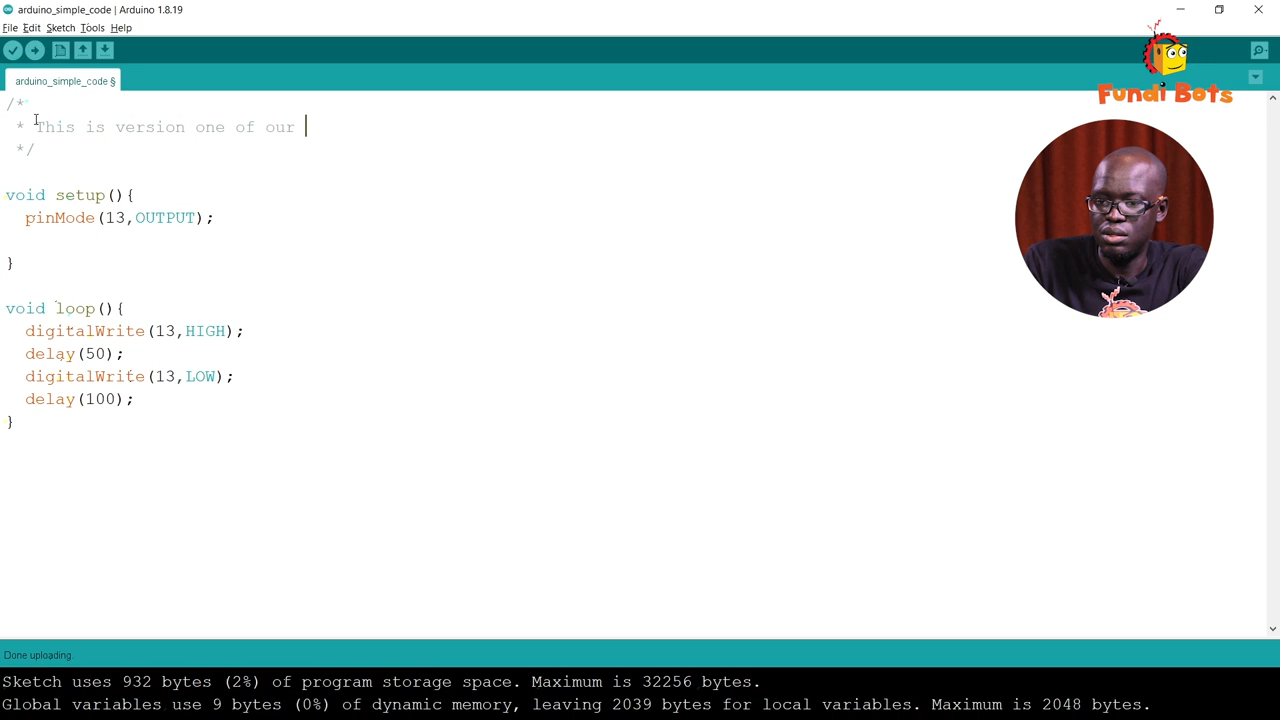 arduino_simple_code | Arduino 1.8.19
File Edit Sketch Tools Help
arduino_simple_code §
Fundi Bots
/*
 * This is version one of our
 */
void setup(){
  pinMode(13,OUTPUT);
}
void loop(){
  digitalWrite(13,HIGH);
  delay(50);
  digitalWrite(13,LOW);
  delay(100);
}
Done uploading.
Sketch uses 932 bytes (2%) of program storage space. Maximum is 32256 bytes.
Global variables use 9 bytes (0%) of dynamic memory, leaving 2039 bytes for local variables. Maximum is 2048 bytes.